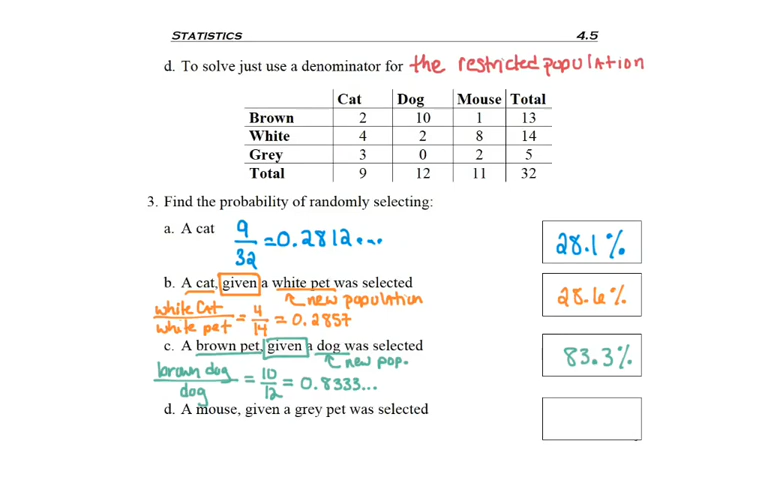 STATISTICS 4.5
d. To solve just use a denominator for the restricted population
Cat Dog Mouse Total
Brown 2 10 1 13
White 4 2 8 14
Grey 3 0 2 5
Total 9 12 11 32
3. Find the probability of randomly selecting:
a. A cat 9/32 = 0.2812... 28.1%
b. A cat, given a white pet was selected
new population
white cat/white pet = 4/14 = 0.2857 28.6%
c. A brown pet, given a dog was selected
new pop.
brown dog/dog = 10/12 = 0.8333... 83.3%
d. A mouse, given a grey pet was selected